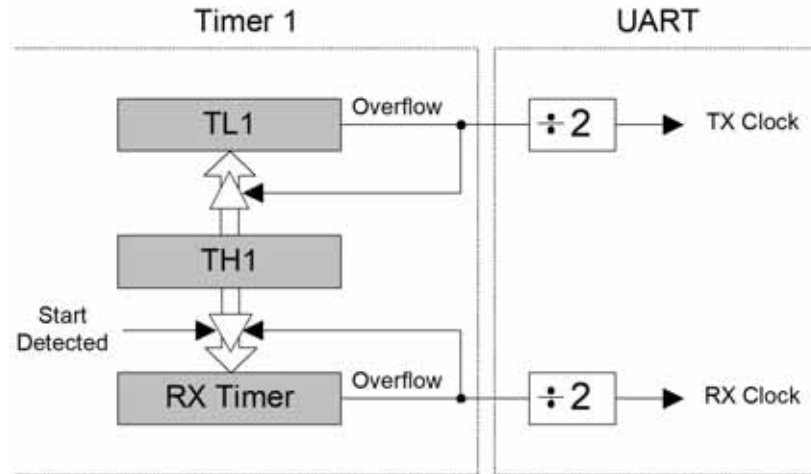 Timer 1
UART
TL1
Overflow
÷ 2
TX Clock
TH1
Start
Detected
RX Timer
Overflow
÷ 2
RX Clock